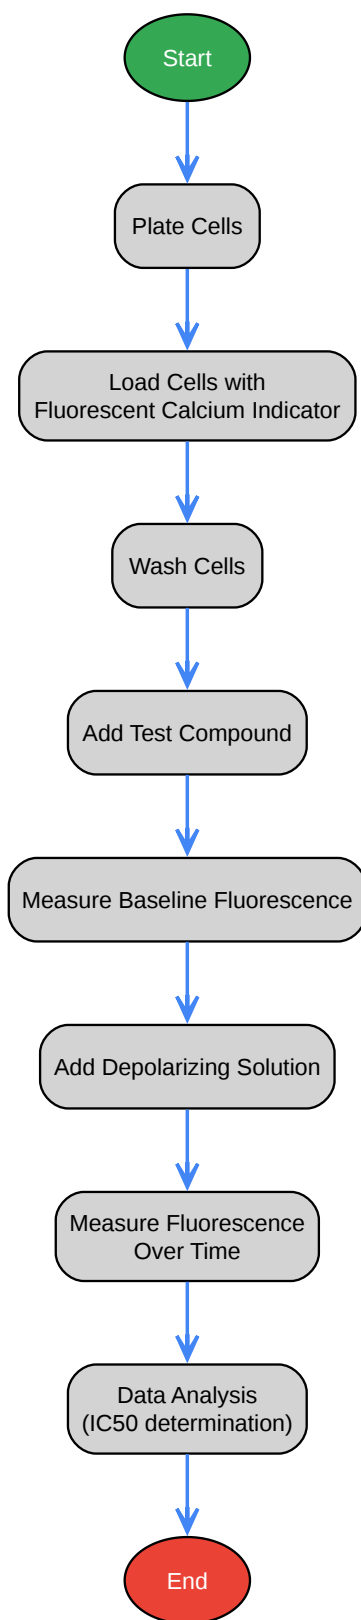 Start
Plate Cells
Load Cells with
Fluorescent Calcium Indicator
Wash Cells
Add Test Compound
Measure Baseline Fluorescence
Add Depolarizing Solution
Measure Fluorescence
Over Time
Data Analysis
(IC50 determination)
End